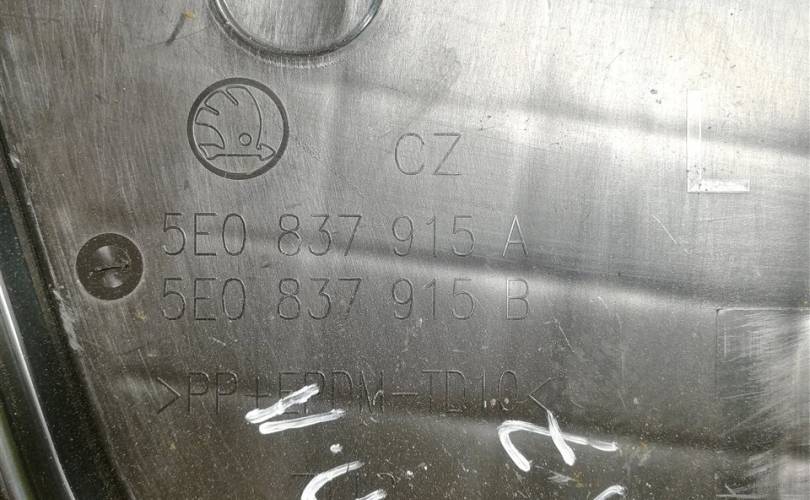 CZ
L
5E0 837 915 A
5E0 837 915 B
>PP+EPDM-TD10<